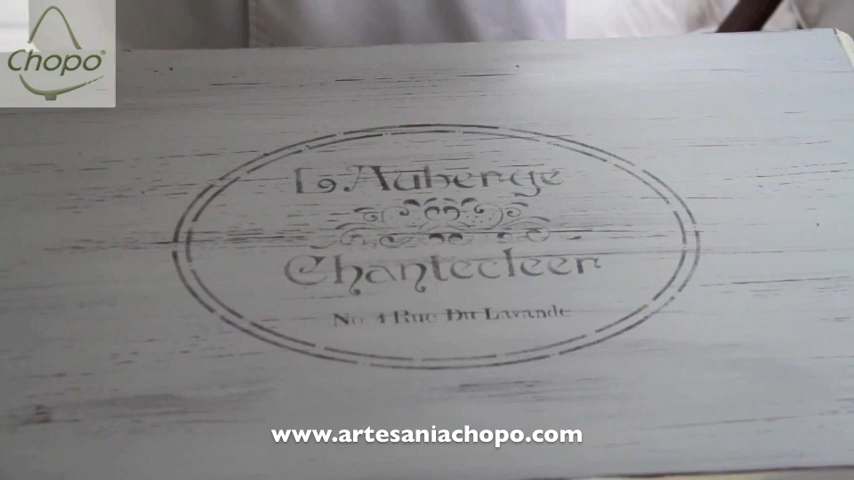 Chopo®
L'Auberge
Chantecleer
No. 4 Rue Du Lavande
www.artesaniachopo.com